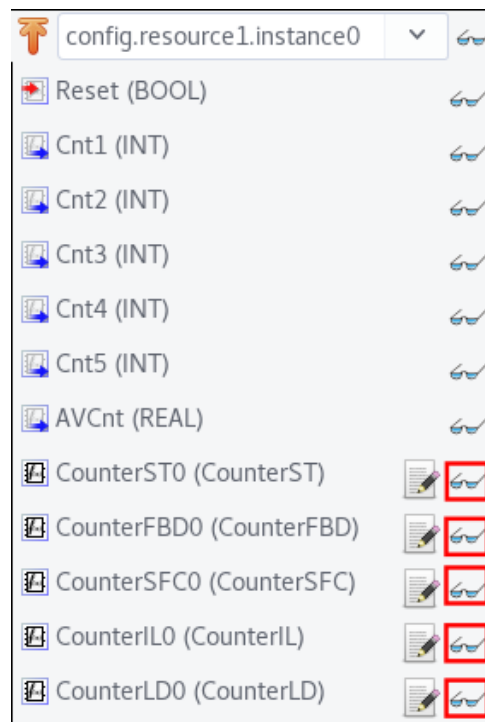 config.resource1.instance0
Reset (BOOL)
Cnt1 (INT)
Cnt2 (INT)
Cnt3 (INT)
Cnt4 (INT)
Cnt5 (INT)
AVCnt (REAL)
CounterST0 (CounterST)
CounterFBD0 (CounterFBD)
CounterSFC0 (CounterSFC)
CounterIL0 (CounterIL)
CounterLD0 (CounterLD)